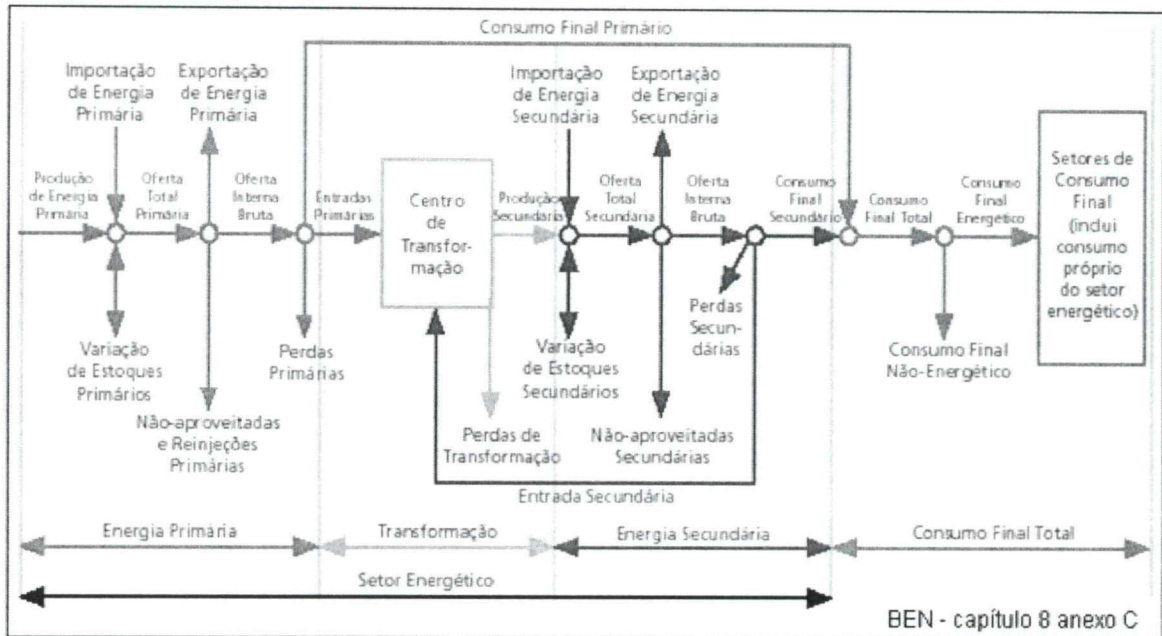 Consumo Final Primário
Importação
de Energia
Primária
Exportação
de Energia
Primária
Importação
de Energia
Secundária
Exportação
de Energia
Secundária
Produção
de Energia
Primária
Oferta
Total
Primária
Oferta
Interna
Bruta
Entradas
Primárias
Centro
de
Transfor-
mação
Produção
Secundária
Oferta
Total
Secundária
Oferta
Interna
Bruta
Consumo
Final
Secundário
Consumo
Final Total
Consumo
Final
Energético
Setores de
Consumo
Final
(inclui
consumo
próprio
do setor
energético)
Variação
de Estoques
Primários
Perdas
Primárias
Não-aproveitadas
e Reinjeções
Primárias
Perdas de
Transformação
Variação
de Estoques
Secundários
Perdas
Secun-
dárias
Não-aproveitadas
Secundárias
Consumo Final
Não-Energético
Entrada Secundária
Energia Primária
Transformação
Energia Secundária
Consumo Final Total
Setor Energético
BEN - capítulo 8 anexo C